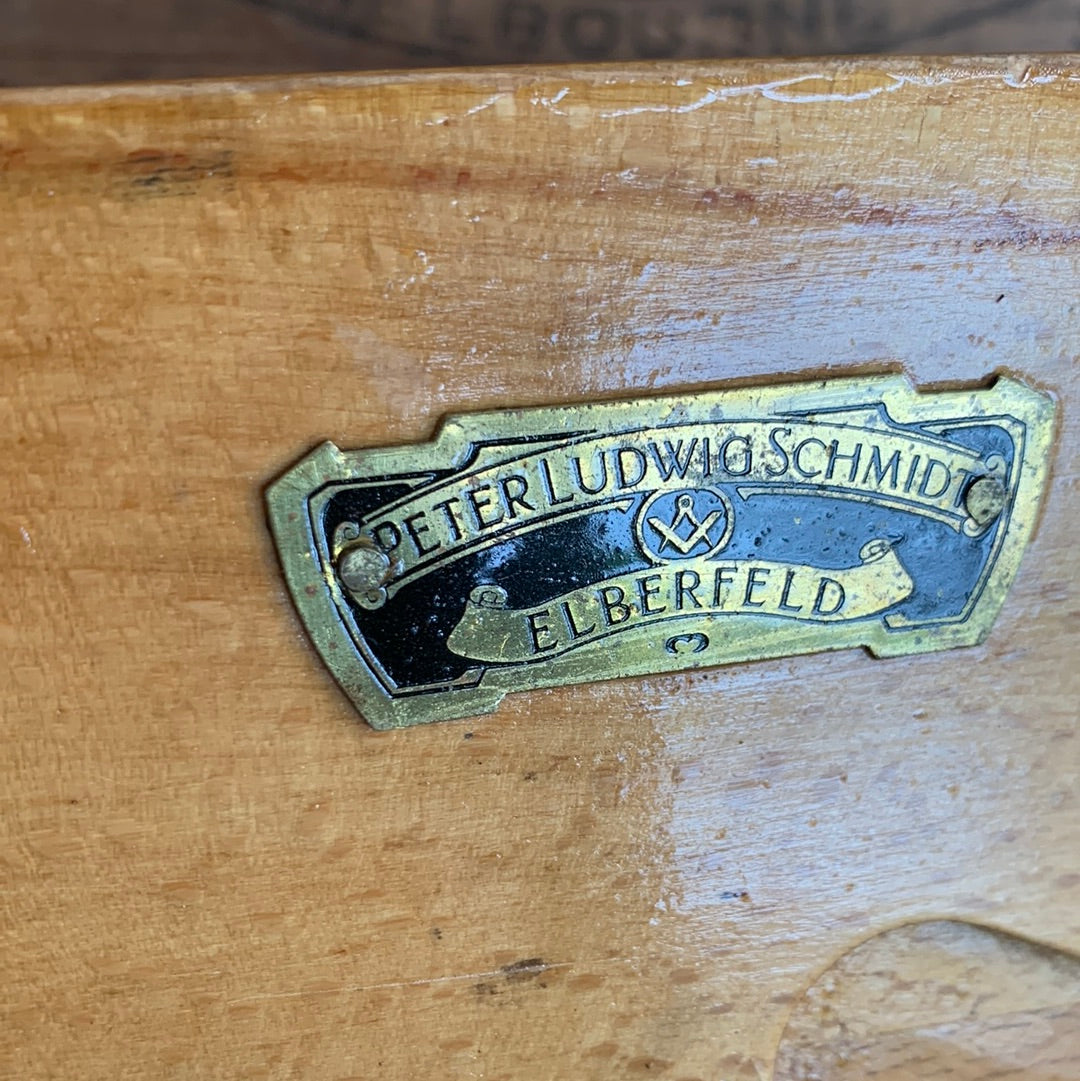 PETER LUDWIG SCHMIDT
ELBERFELD
3